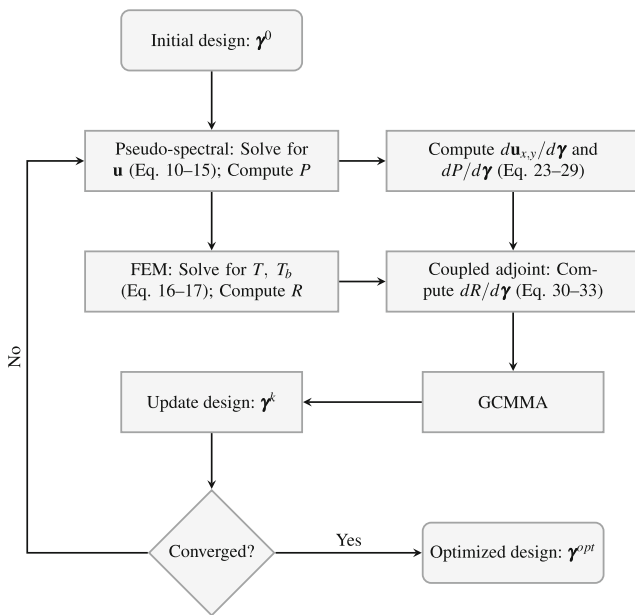 Initial design: γ⁰
Pseudo-spectral: Solve for
u (Eq. 10–15); Compute P
Compute du_{x,y}/dγ and
dP/dγ (Eq. 23–29)
FEM: Solve for T, T_b
(Eq. 16–17); Compute R
Coupled adjoint: Com-
pute dR/dγ (Eq. 30–33)
No
Update design: γᵏ
GCMMA
Converged?
Yes
Optimized design: γᵒᵖᵗ